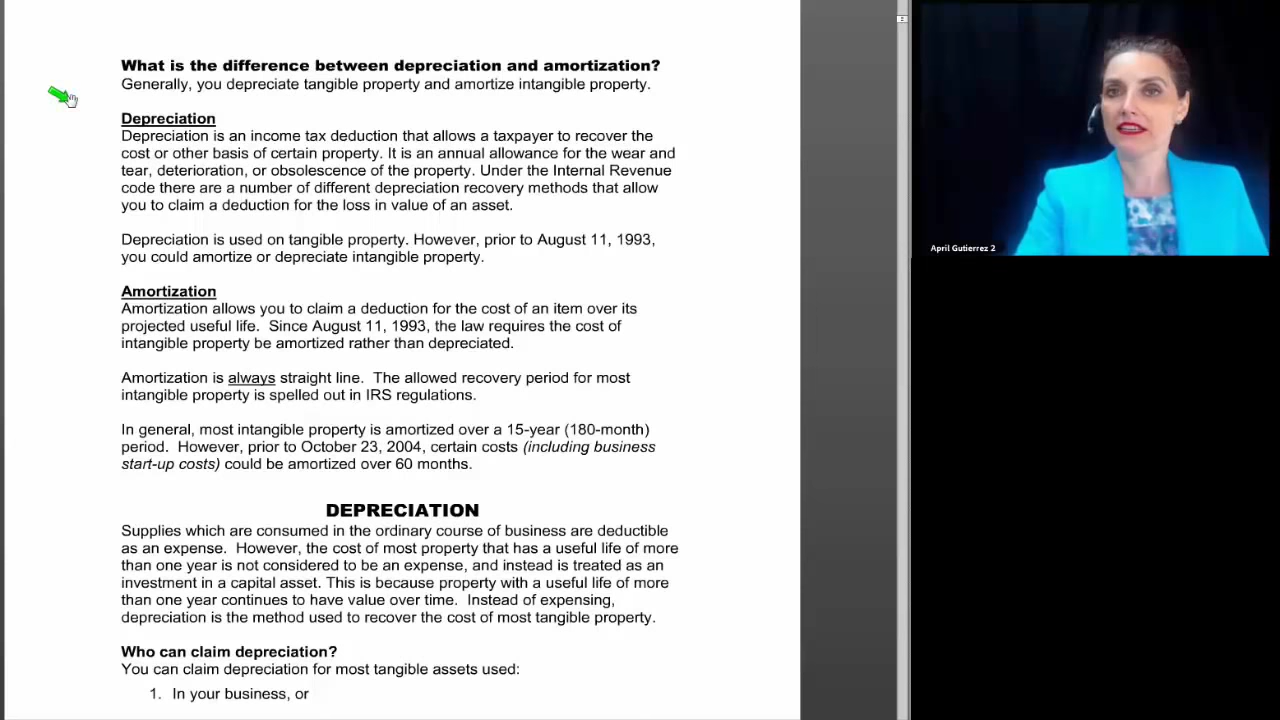 What is the difference between depreciation and amortization?
Generally, you depreciate tangible property and amortize intangible property.
Depreciation
Depreciation is an income tax deduction that allows a taxpayer to recover the
cost or other basis of certain property. It is an annual allowance for the wear and
tear, deterioration, or obsolescence of the property. Under the Internal Revenue
code there are a number of different depreciation recovery methods that allow
you to claim a deduction for the loss in value of an asset.
Depreciation is used on tangible property. However, prior to August 11, 1993,
you could amortize or depreciate intangible property.
Amortization
Amortization allows you to claim a deduction for the cost of an item over its
projected useful life. Since August 11, 1993, the law requires the cost of
intangible property be amortized rather than depreciated.
Amortization is always straight line. The allowed recovery period for most
intangible property is spelled out in IRS regulations.
In general, most intangible property is amortized over a 15-year (180-month)
period. However, prior to October 23, 2004, certain costs (including business
start-up costs) could be amortized over 60 months.
DEPRECIATION
Supplies which are consumed in the ordinary course of business are deductible
as an expense. However, the cost of most property that has a useful life of more
than one year is not considered to be an expense, and instead is treated as an
investment in a capital asset. This is because property with a useful life of more
than one year continues to have value over time. Instead of expensing,
depreciation is the method used to recover the cost of most tangible property.
Who can claim depreciation?
You can claim depreciation for most tangible assets used:
1. In your business, or
April Gutierrez 2